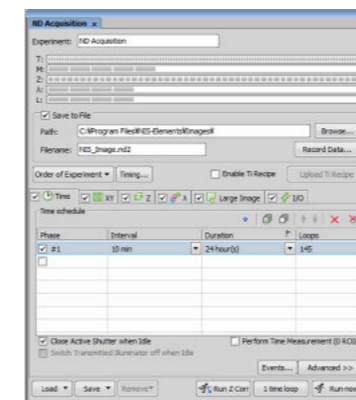 ND Acquisition x
Experiment: ND Acquisition
T:
M:
Z:
λ:
L:
Save to File
Path: C:₩Program Files₩NIS-Elements₩Images₩ Browse...
Filename: NIS_Image.nd2 Record Data...
Order of Experiment Timing... Enable Ti Recipe Upload Ti Recipe
Time XY Z λ Large Image I/O
Time schedule
Phase Interval Duration Loops
#1 10 min 24 hour(s) 145
Close Active Shutter when Idle Perform Time Measurement (0 ROI)
Switch Transmitted Illuminator off when Idle
Events... Advanced >>
Load Save Remove Run Z Corr 1 time loop Run now